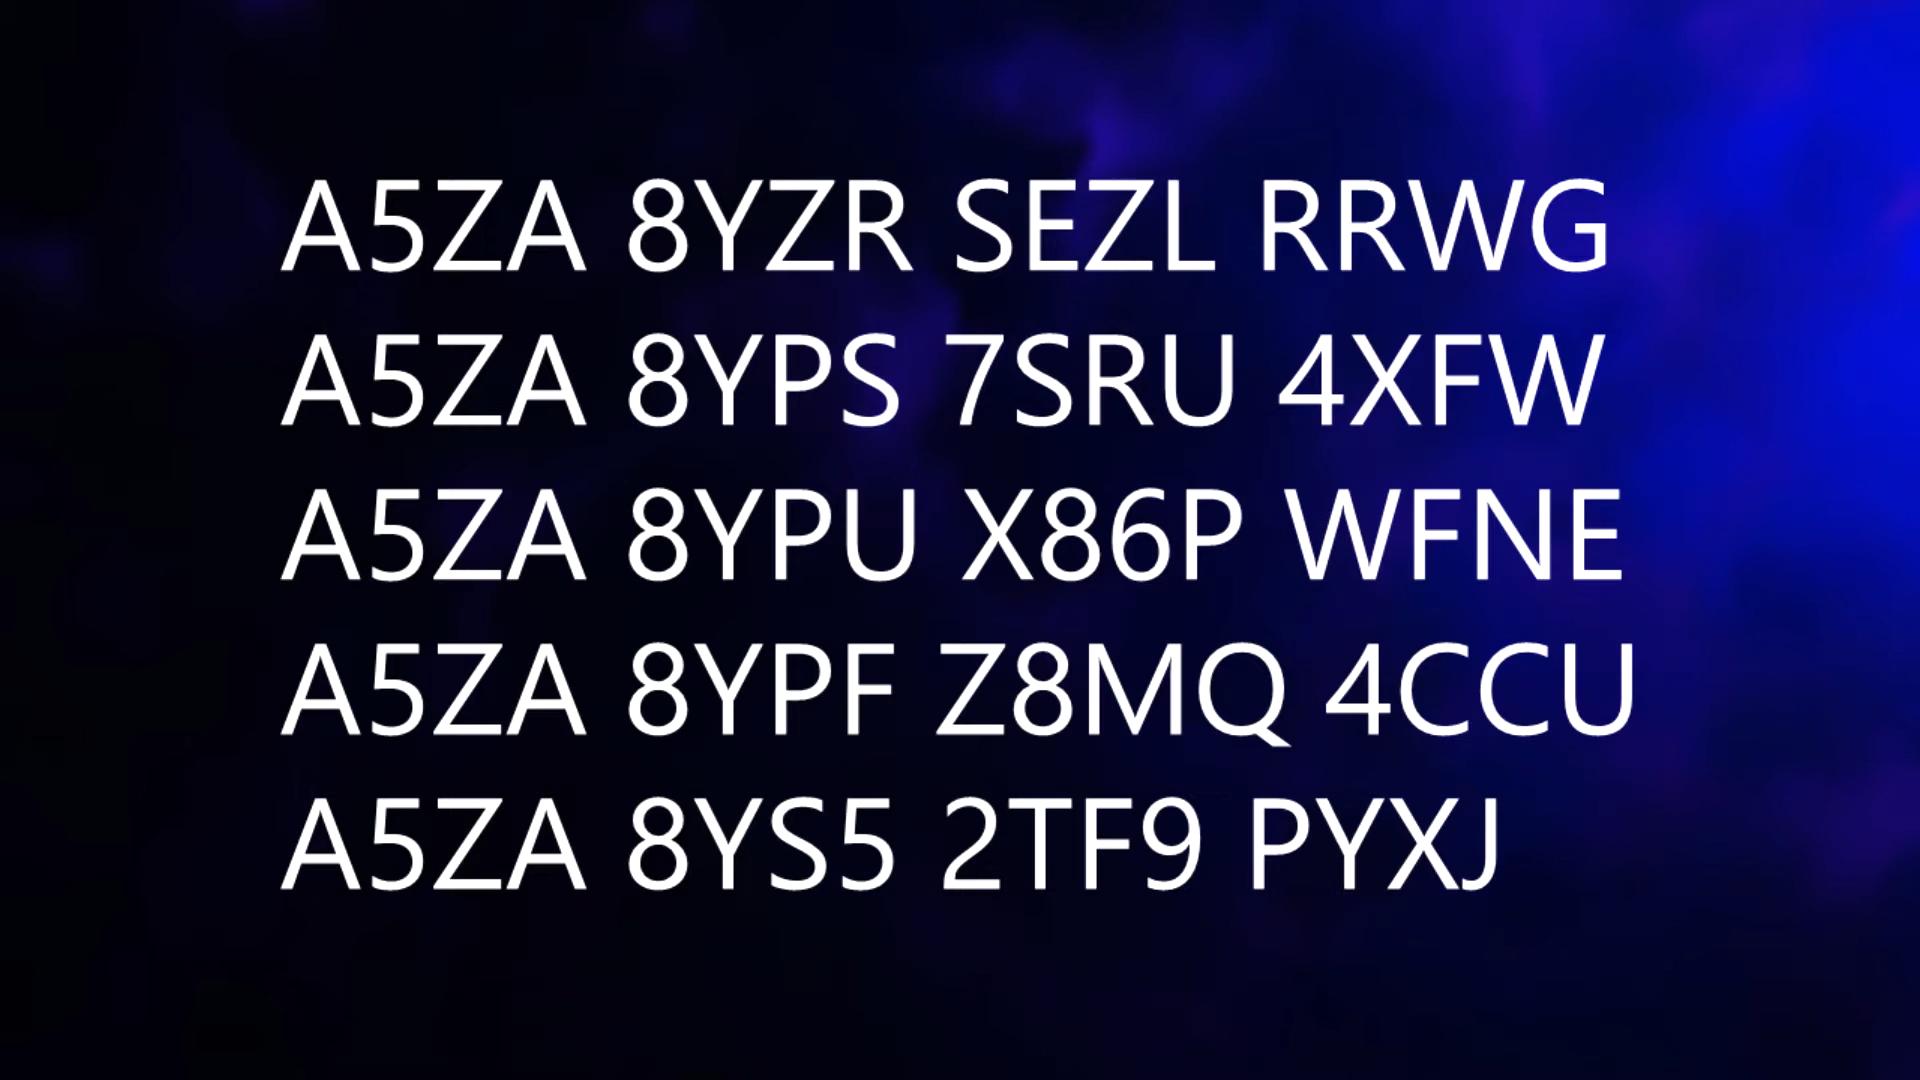 A5ZA 8YZR SEZL RRWG
A5ZA 8YPS 7SRU 4XFW
A5ZA 8YPU X86P WFNE
A5ZA 8YPF Z8MQ 4CCU
A5ZA 8YS5 2TF9 PYXJ